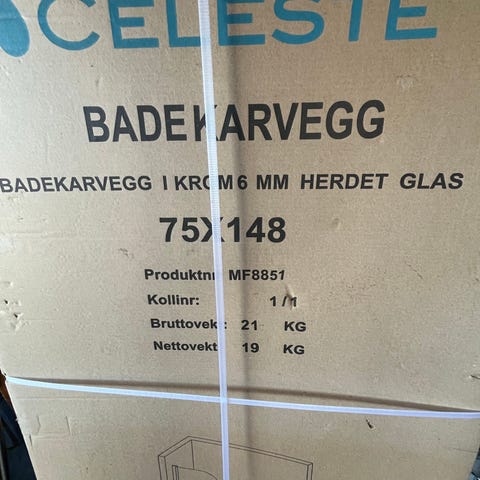 CELESTE
BADEKARVEGG
BADEKARVEGG I KROM 6 MM HERDET GLAS
75X148
Produktnr MF8851
Kollinr: 1/1
Bruttovekt: 21 KG
Nettovekt: 19 KG